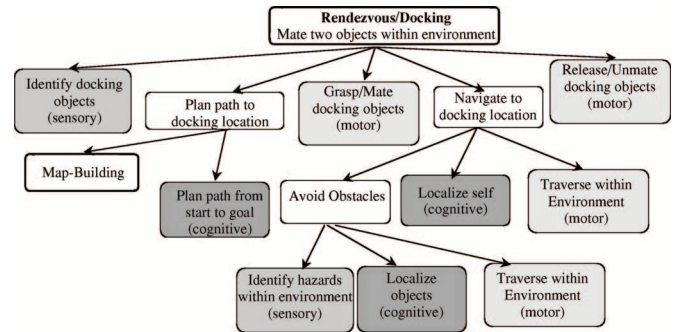 Rendezvous/Docking
Mate two objects within environment
Identify docking
objects
(sensory)
Plan path to
docking location
Grasp/Mate
docking objects
(motor)
Navigate to
docking location
Release/Unmate
docking objects
(motor)
Map-Building
Plan path from
start to goal
(cognitive)
Avoid Obstacles
Localize self
(cognitive)
Traverse within
Environment
(motor)
Identify hazards
within environment
(sensory)
Localize
objects
(cognitive)
Traverse within
Environment
(motor)